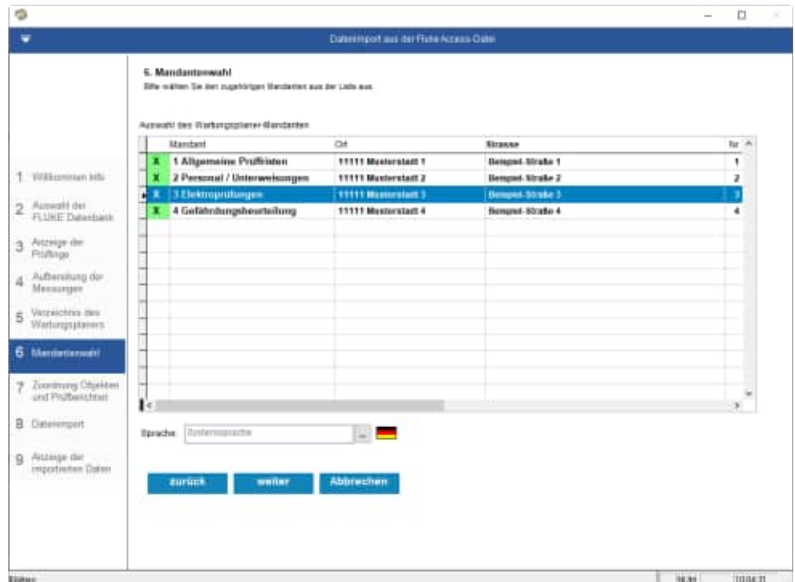 Datenimport aus der Fluke Access-Datei
6. Mandantenwahl
Bitte wählen Sie den zugehörigen Mandanten aus der Liste aus.
Auswahl des Wartungsplaner-Mandanten
Mandant Ort Strasse Nr
X 1 Allgemeine Prüffristen 11111 Musterstadt 1 Beispiel-Straße 1 1
X 2 Personal / Unterweisungen 11111 Musterstadt 2 Beispiel-Straße 2 2
X 3 Elektroprüfungen 11111 Musterstadt 3 Beispiel-Straße 3 3
X 4 Gefährdungsbeurteilung 11111 Musterstadt 4 Beispiel-Straße 4 4
1 Willkommen Info
2 Auswahl der
FLUKE Datenbank
3 Anzeige der
Prüflinge
4 Aufbereitung der
Messungen
5 Verzeichnis des
Wartungsplaners
6 Mandantenwahl
7 Zuordnung Objekten
und Prüfberichten
8 Datenimport
9 Anzeige der
importierten Daten
Sprache: Systemsprache ...
zurück weiter Abbrechen